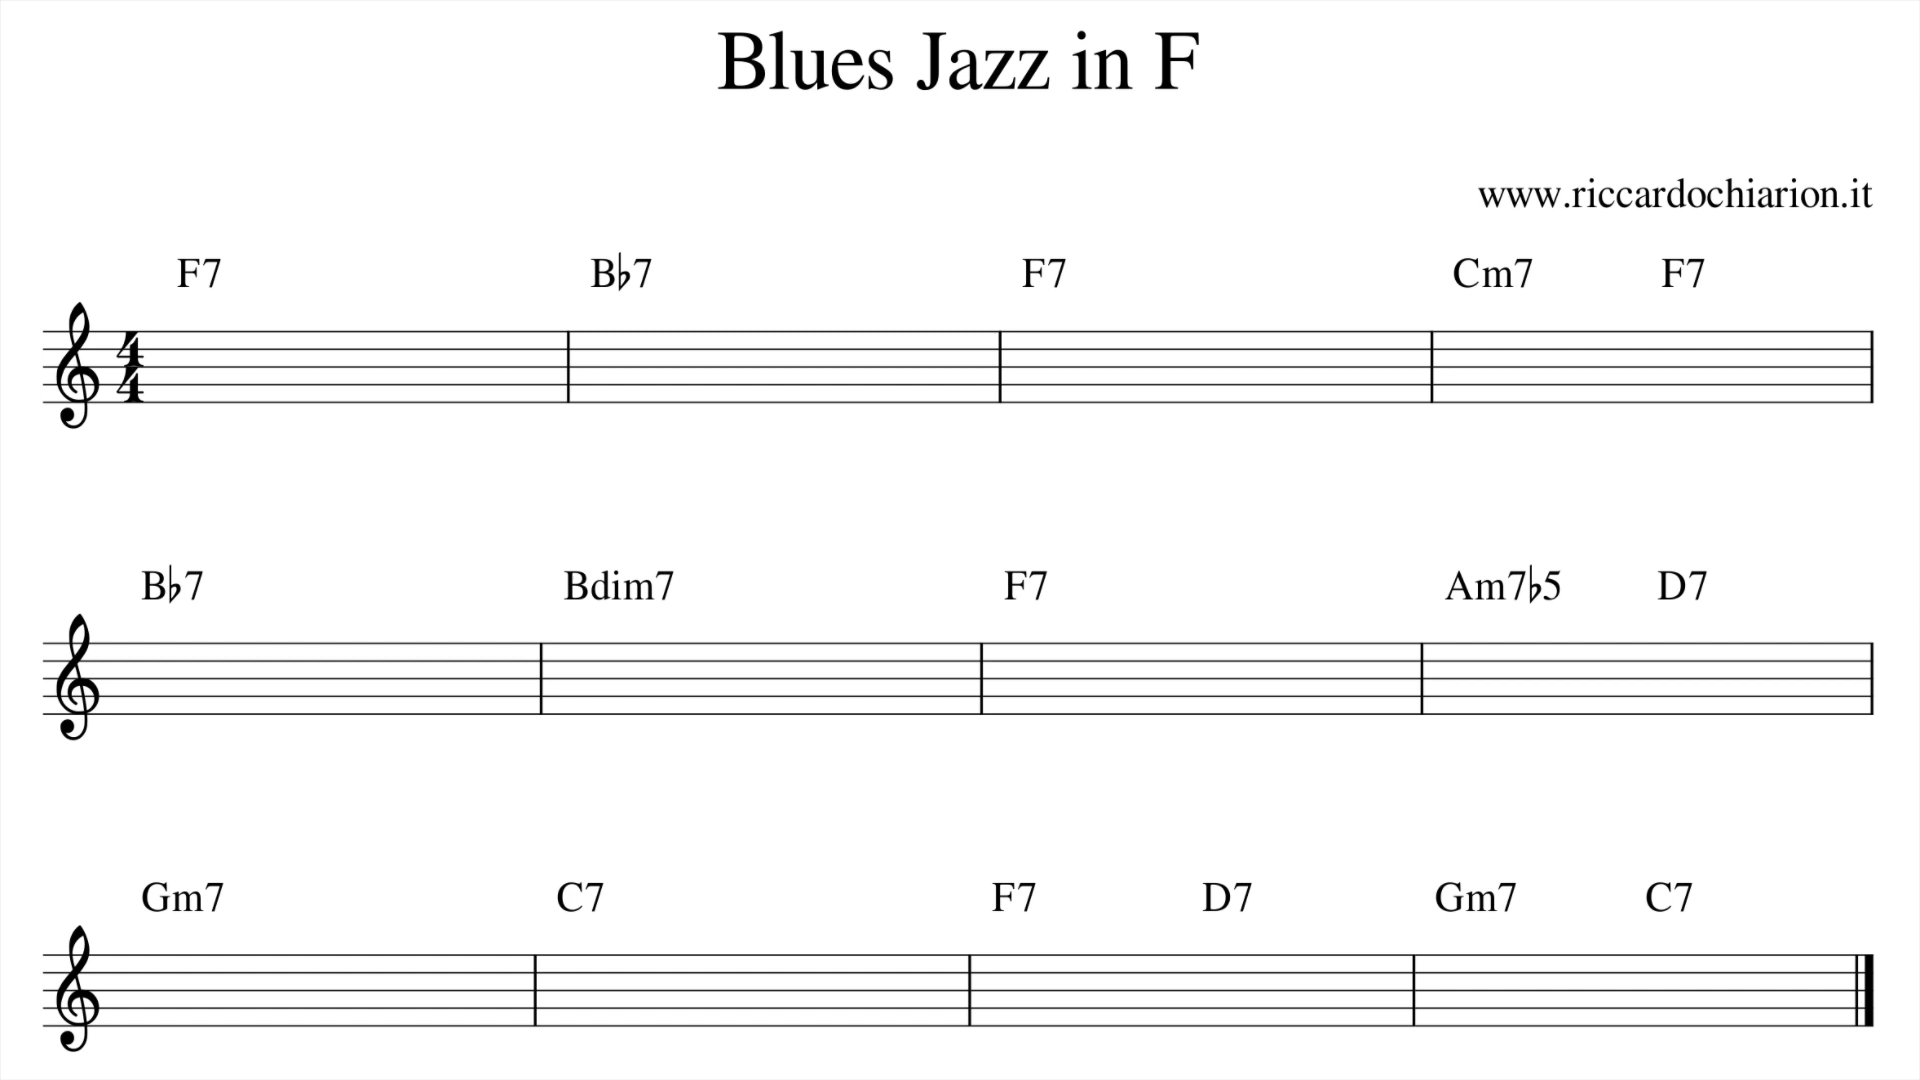 Blues Jazz in F
www.riccardochiarion.it
F7 B♭7 F7 Cm7 F7
4
4
B♭7 Bdim7 F7 Am7♭5 D7
Gm7 C7 F7 D7 Gm7 C7